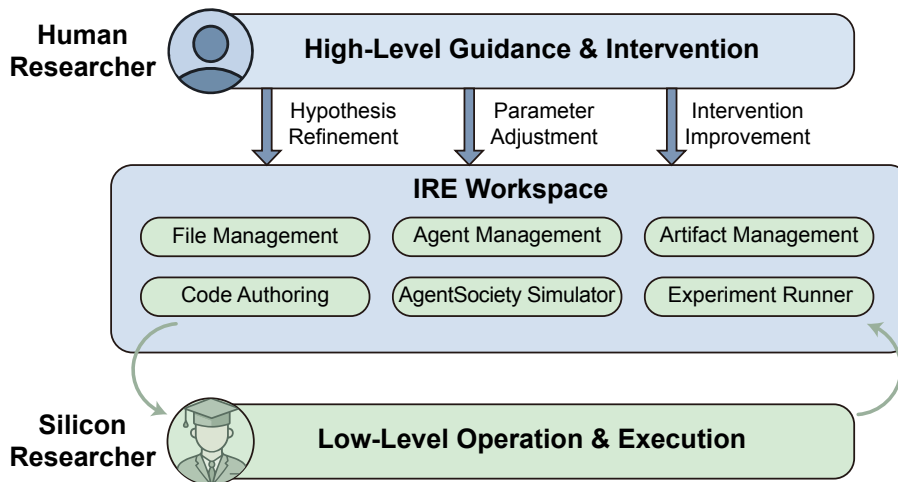 Human
Researcher
High-Level Guidance & Intervention
Hypothesis
Refinement
Parameter
Adjustment
Intervention
Improvement
IRE Workspace
File Management
Agent Management
Artifact Management
Code Authoring
AgentSociety Simulator
Experiment Runner
Silicon
Researcher
Low-Level Operation & Execution